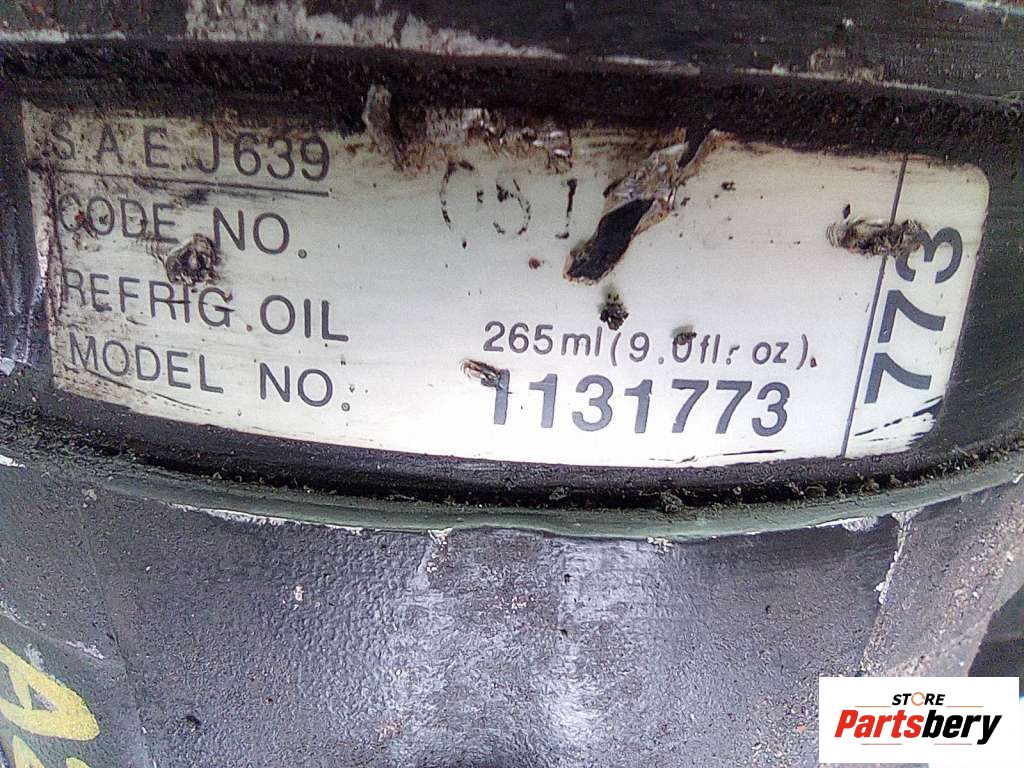 S.A.E.J639
CODE NO.
REFRIG. OIL 265ml(9.0fl. oz).
MODEL NO. 1131773
773
STORE
Partsbery